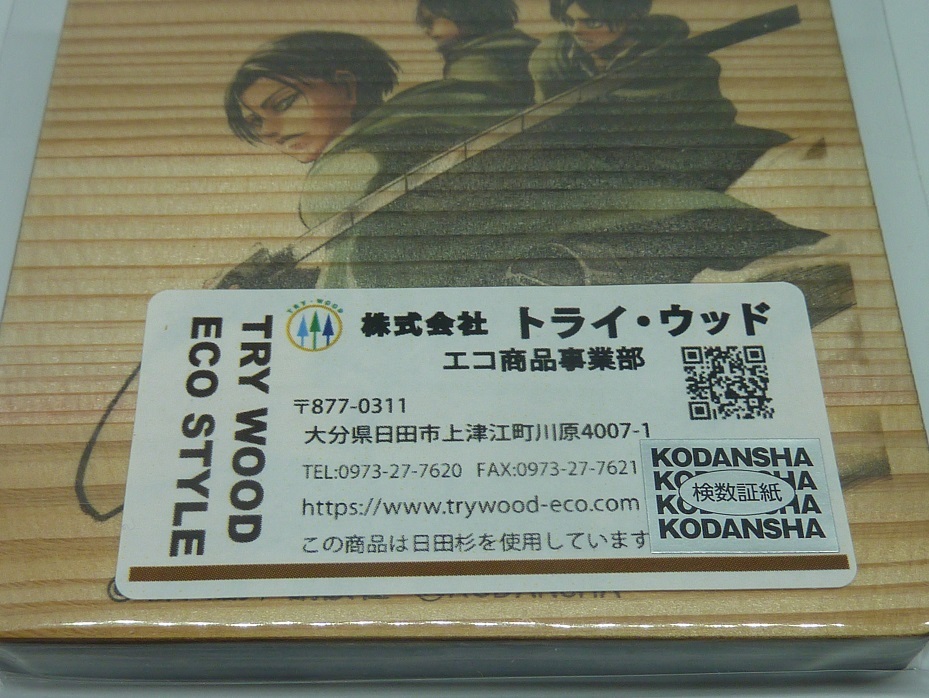 TRY WOOD
ECO STYLE
TRY・WOOD
株式会社 トライ・ウッド
エコ商品事業部
〒877-0311
大分県日田市上津江町川原4007-1
TEL:0973-27-7620 FAX:0973-27-7621
https://www.trywood-eco.com
この商品は日田杉を使用しています
KODANSHA
KODANSHA
検数証紙
KODANSHA
KODANSHA